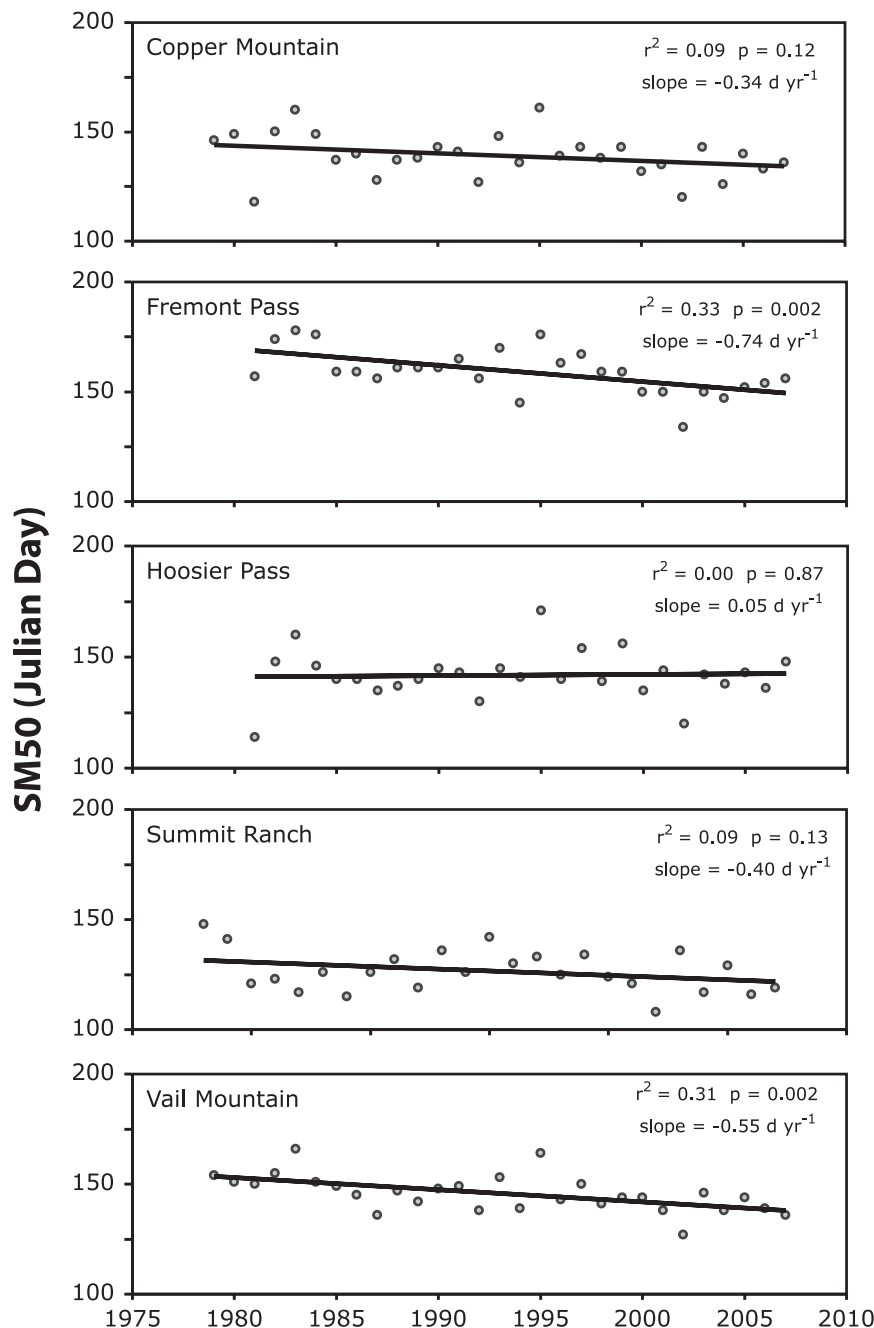 SM50 (Julian Day)
200
150
100
Copper Mountain
r² = 0.09 p = 0.12
slope = -0.34 d yr⁻¹
200
150
100
Fremont Pass
r² = 0.33 p = 0.002
slope = -0.74 d yr⁻¹
200
150
100
Hoosier Pass
r² = 0.00 p = 0.87
slope = 0.05 d yr⁻¹
200
150
100
Summit Ranch
r² = 0.09 p = 0.13
slope = -0.40 d yr⁻¹
200
150
100
Vail Mountain
r² = 0.31 p = 0.002
slope = -0.55 d yr⁻¹
1975 1980 1985 1990 1995 2000 2005 2010